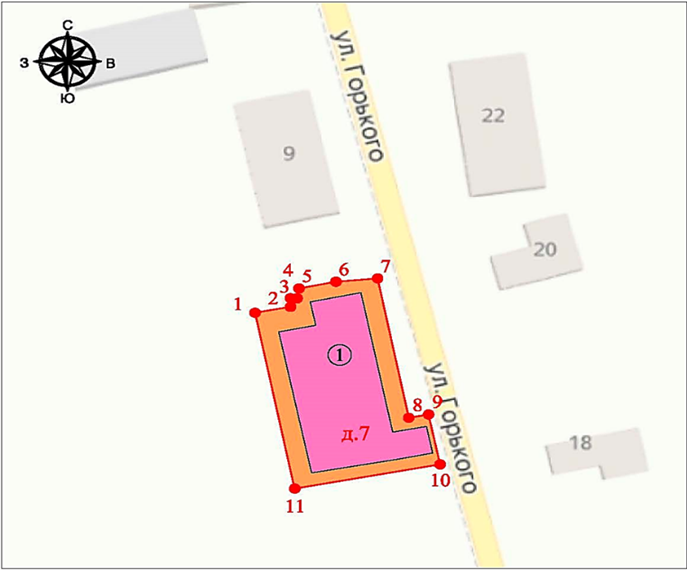 С
З В
Ю
ул. Горького
22
9
20
4 5 6 7
3
1 2
1
8 9
ул. Горького
д.7
18
10
11